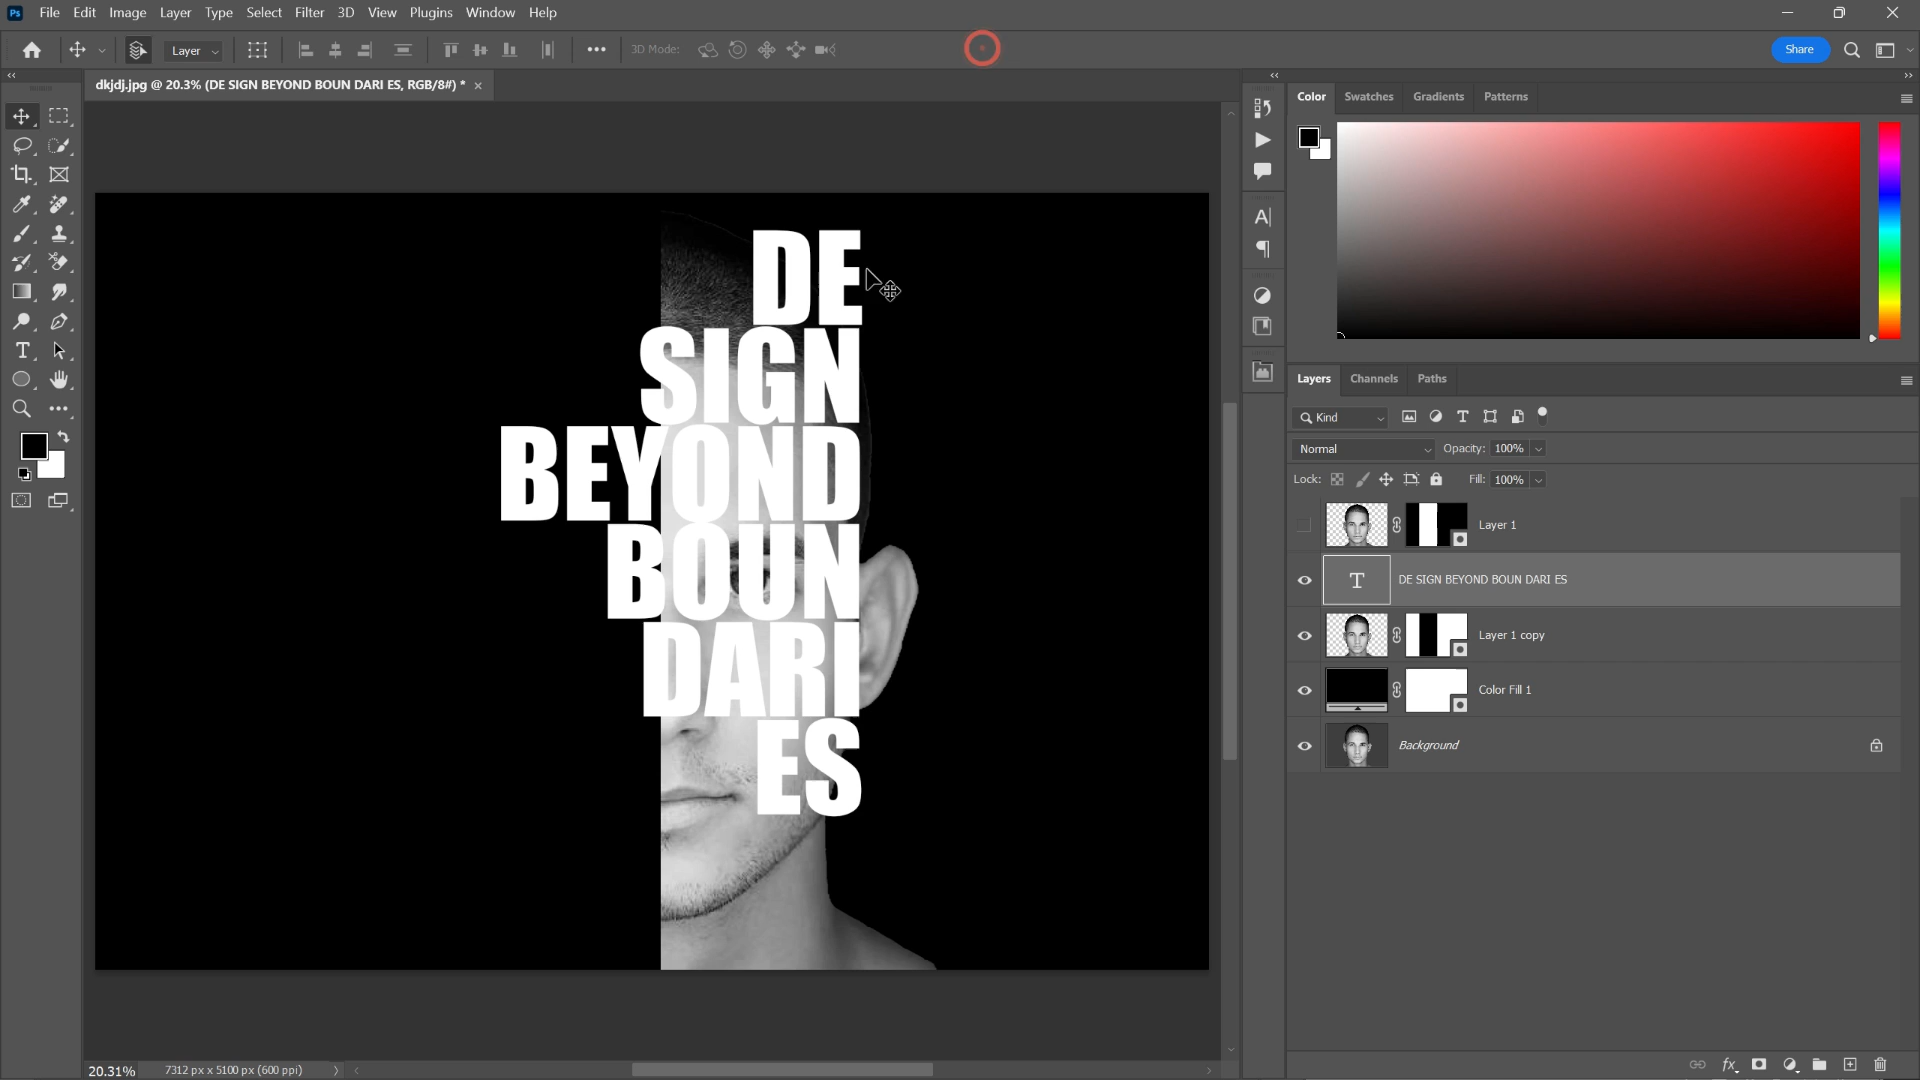 Ps File Edit Image Layer Type Select Filter 3D View Plugins Window Help
Layer 3D Mode: Share
dkjdj.jpg @ 20.3% (DE SIGN BEYOND BOUN DARI ES, RGB/8#) *
Color Swatches Gradients Patterns
DE
SIGN
BEYOND
BOUN
DARI
ES
Layers Channels Paths
Kind
Normal Opacity: 100%
Lock: Fill: 100%
Layer 1
DE SIGN BEYOND BOUN DARI ES
Layer 1 copy
Color Fill 1
Background
20.31% 7312 px x 5100 px (600 ppi)